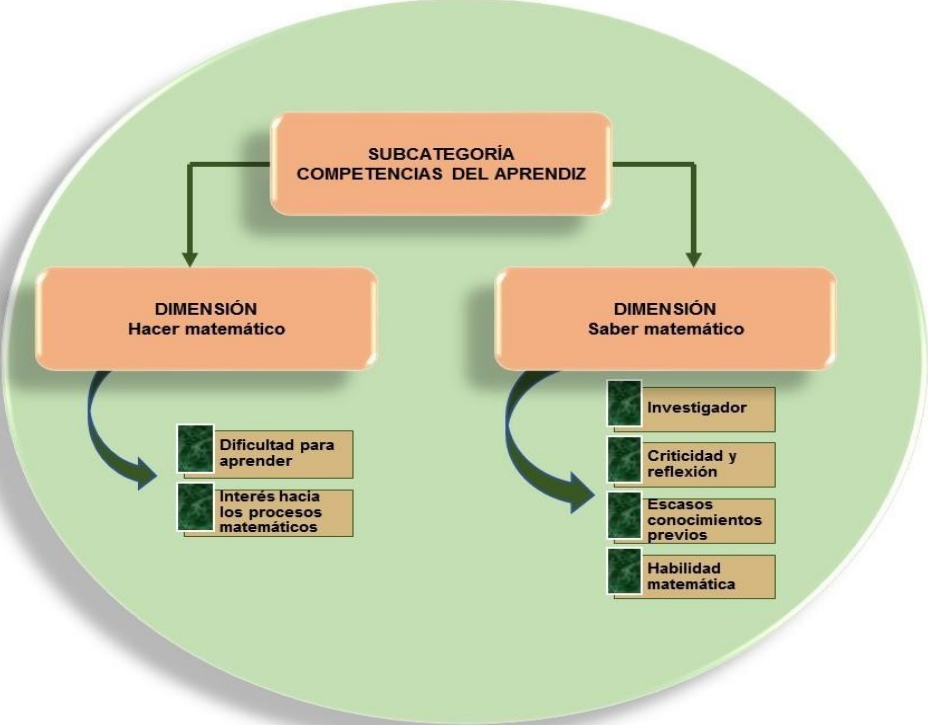 SUBCATEGORÍA
COMPETENCIAS DEL APRENDIZ
DIMENSIÓN
Hacer matemático
Dificultad para
aprender
Interés hacia
los procesos
matemáticos
DIMENSIÓN
Saber matemático
Investigador
Criticidad y
reflexión
Escasos
conocimientos
previos
Habilidad
matemática